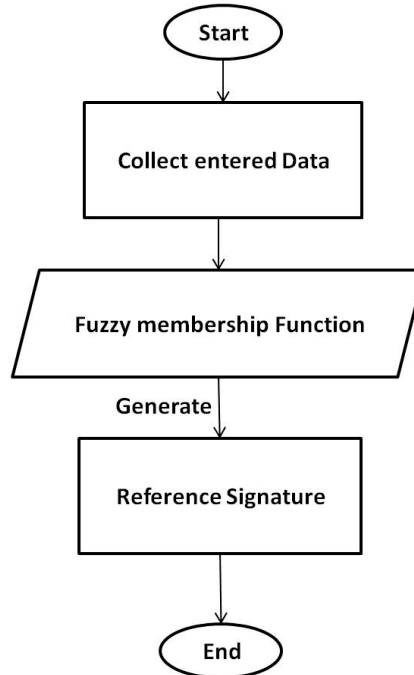 Start
Collect entered Data
Fuzzy membership Function
Generate
Reference Signature
End